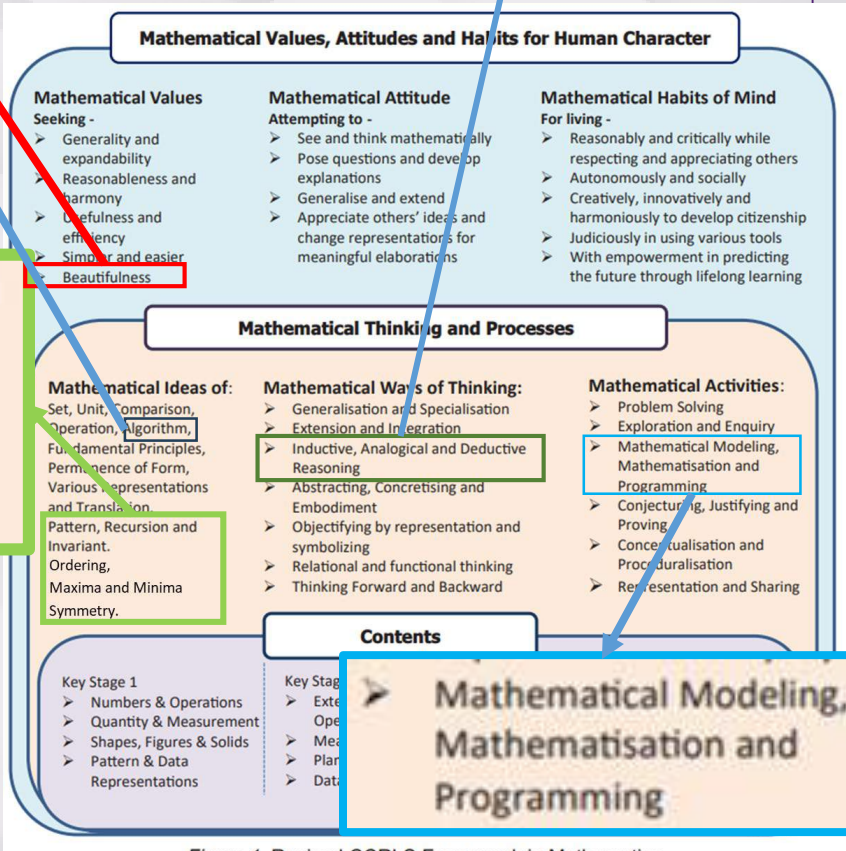 Mathematical Values, Attitudes and Habits for Human Character
Mathematical Values
Seeking -
➢ Generality and
expandability
➢ Reasonableness and
harmony
➢ Usefulness and
efficiency
➢ Simpler and easier
➢ Beautifulness
Mathematical Attitude
Attempting to -
➢ See and think mathematically
➢ Pose questions and develop
explanations
➢ Generalise and extend
➢ Appreciate others' ideas and
change representations for
meaningful elaborations
Mathematical Habits of Mind
For living -
➢ Reasonably and critically while
respecting and appreciating others
➢ Autonomously and socially
➢ Creatively, innovatively and
harmoniously to develop citizenship
➢ Judiciously in using various tools
➢ With empowerment in predicting
the future through lifelong learning
Mathematical Thinking and Processes
Mathematical Ideas of:
Set, Unit, Comparison,
Operation, Algorithm,
Fundamental Principles,
Permanence of Form,
Various Representations
and Translation.
Pattern, Recursion and
Invariant.
Ordering,
Maxima and Minima
Symmetry.
Mathematical Ways of Thinking:
➢ Generalisation and Specialisation
➢ Extension and Integration
➢ Inductive, Analogical and Deductive
Reasoning
➢ Abstracting, Concretising and
Embodiment
➢ Objectifying by representation and
symbolizing
➢ Relational and functional thinking
➢ Thinking Forward and Backward
Mathematical Activities:
➢ Problem Solving
➢ Exploration and Enquiry
➢ Mathematical Modeling,
Mathematisation and
Programming
➢ Conjecturing, Justifying and
Proving
➢ Conceptualisation and
Proceduralisation
➢ Representation and Sharing
Contents
Key Stage 1
➢ Numbers & Operations
➢ Quantity & Measurement
➢ Shapes, Figures & Solids
➢ Pattern & Data
Representations
Key Stag
➢ Exte
Ope
➢ Mea
➢ Plan
➢ Data
➢ Mathematical Modeling,
Mathematisation and
Programming